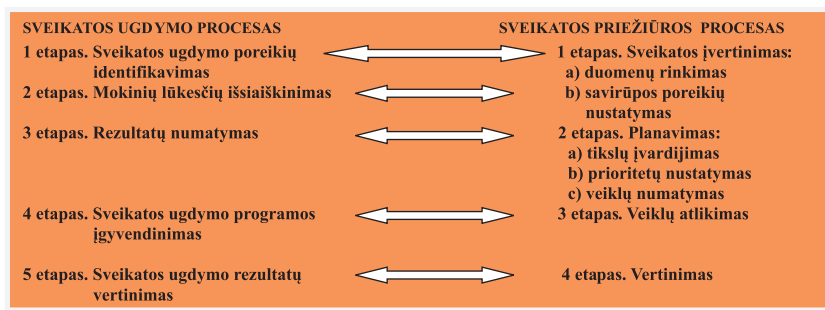 SVEIKATOS UGDYMO PROCESAS
1 etapas. Sveikatos ugdymo poreikių
identifikavimas
2 etapas. Mokinių lūkesčių išsiaiškinimas
3 etapas. Rezultatų numatymas
4 etapas. Sveikatos ugdymo programos
įgyvendinimas
5 etapas. Sveikatos ugdymo rezultatų
vertinimas
SVEIKATOS PRIEŽIŪROS PROCESAS
1 etapas. Sveikatos įvertinimas:
a) duomenų rinkimas
b) savirūpos poreikių
nustatymas
2 etapas. Planavimas:
a) tikslų įvardijimas
b) prioritetų nustatymas
c) veiklų numatymas
3 etapas. Veiklų atlikimas
4 etapas. Vertinimas